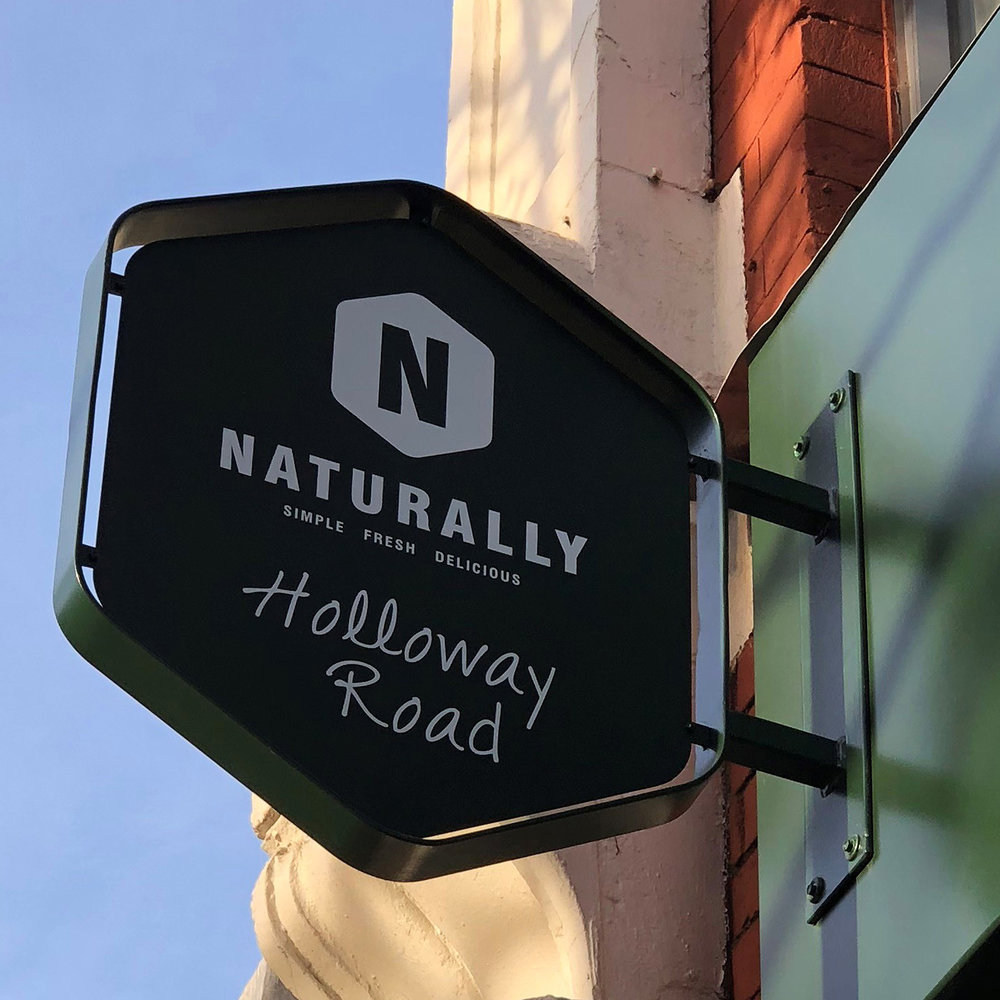 N
NATURALLY
SIMPLE FRESH DELICIOUS
Holloway
Road